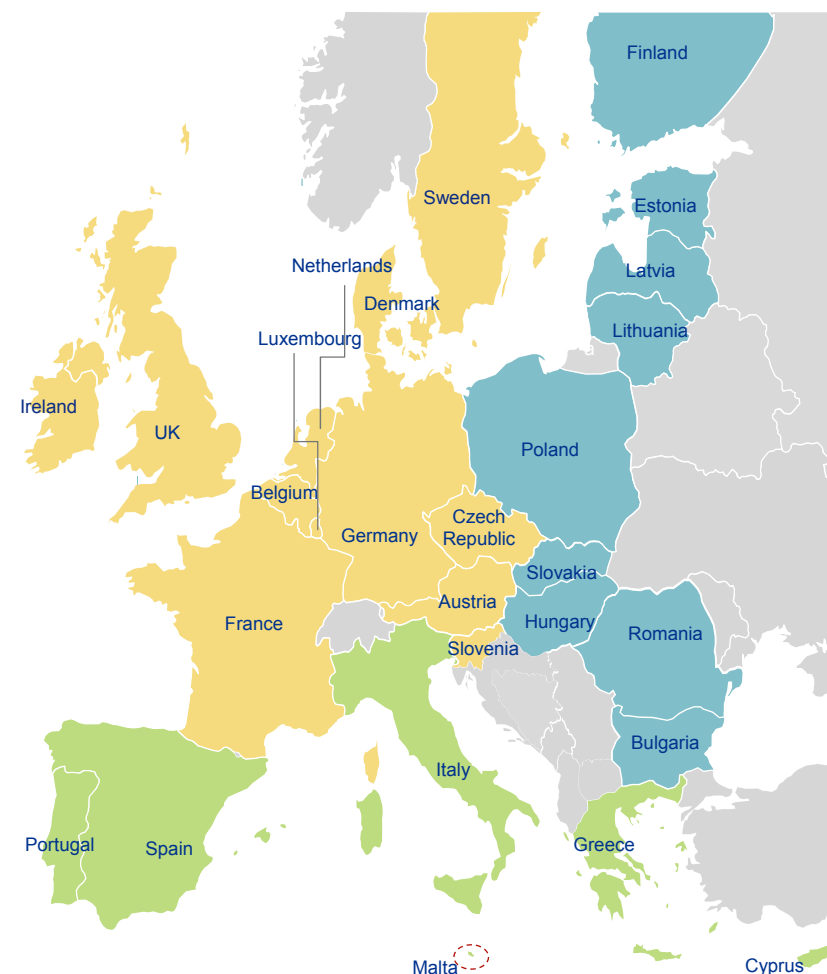 Finland
Sweden
Estonia
Netherlands
Latvia
Denmark
Lithuania
Luxembourg
Ireland
UK
Poland
Belgium
Czech
Republic
Germany
Slovakia
Austria
Hungary
France
Romania
Slovenia
Bulgaria
Italy
Portugal
Spain
Greece
Malta
Cyprus